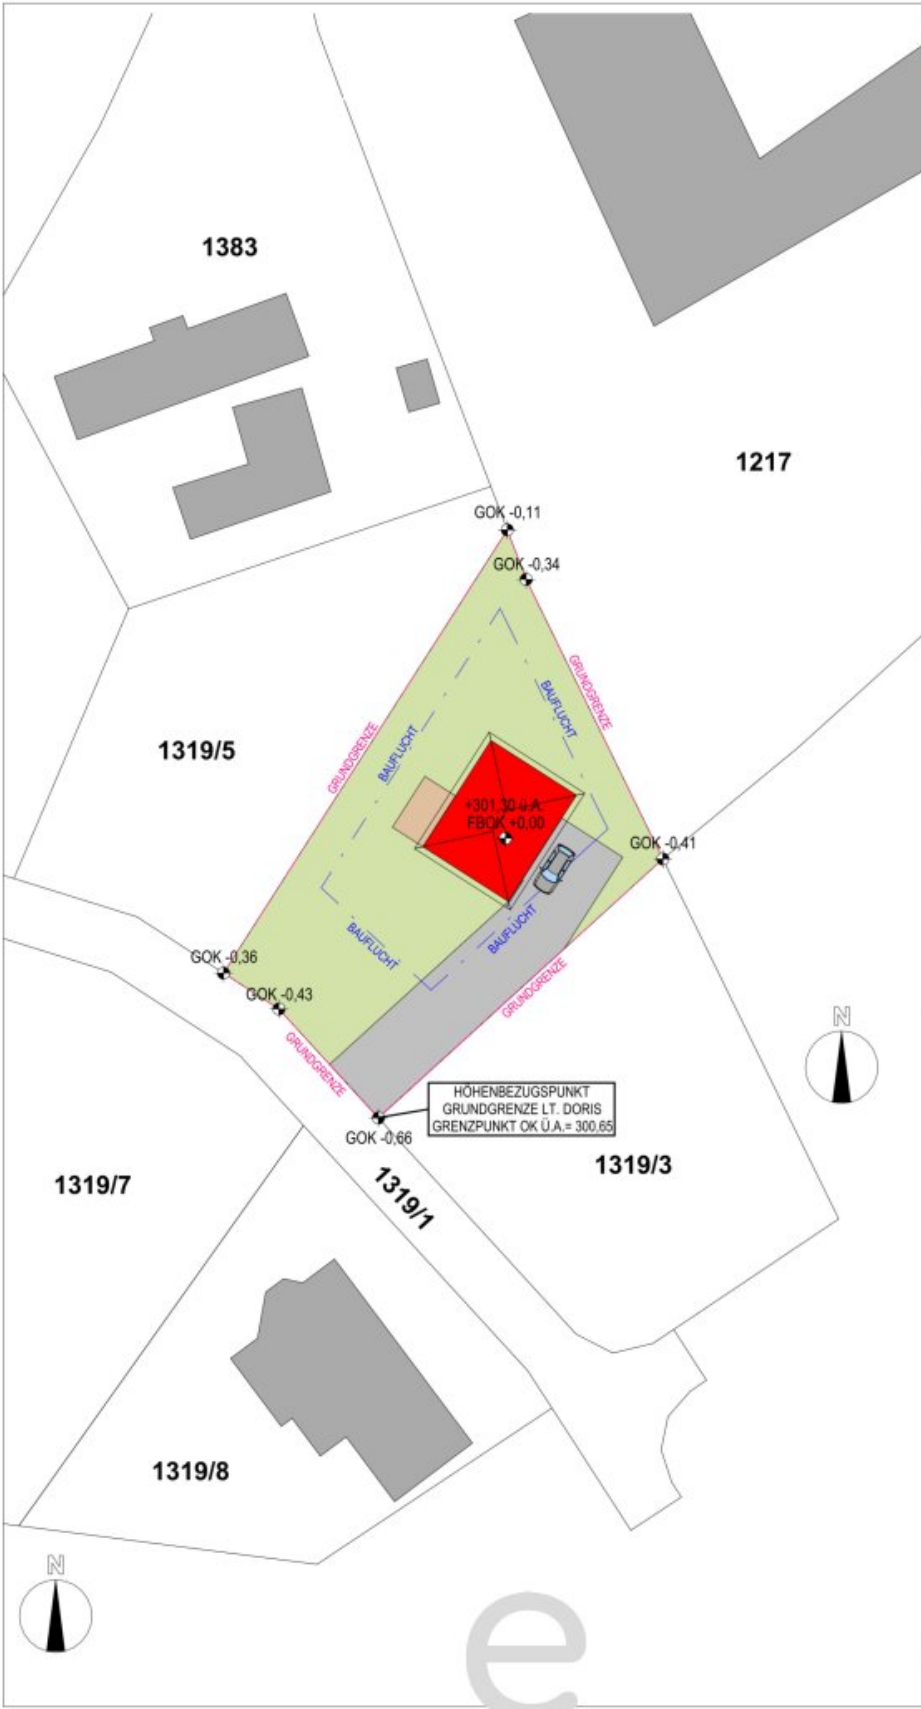 1383
1217
GOK -0,11
GOK -0,34
GRUNDGRENZE
BAUFLUCHT
GRUNDGRENZE
BAUFLUCHT
1319/5
+301,30 ü.A.
FBOK +0,00
GOK -0,41
BAUFLUCHT
BAUFLUCHT
GOK -0,36
GOK -0,43
GRUNDGRENZE
GRUNDGRENZE
N
HÖHENBEZUGSPUNKT
GRUNDGRENZE LT. DORIS
GRENZPUNKT OK Ü.A.= 300,65
GOK -0,66
1319/3
1319/7
1319/1
1319/8
N
e